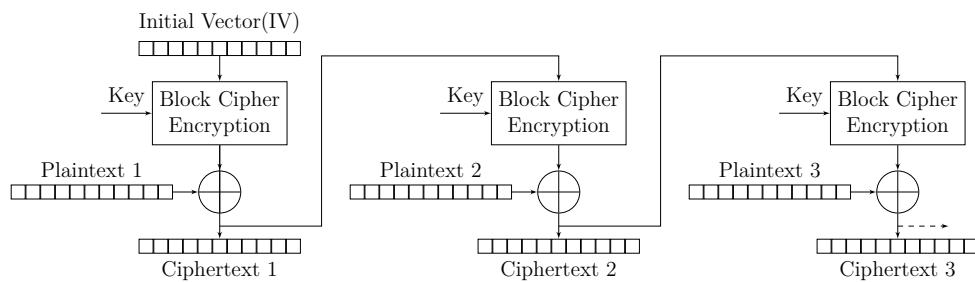 Initial Vector(IV)
Key
Block Cipher
Encryption
Key
Block Cipher
Encryption
Key
Block Cipher
Encryption
Plaintext 1
Plaintext 2
Plaintext 3
Ciphertext 1
Ciphertext 2
Ciphertext 3